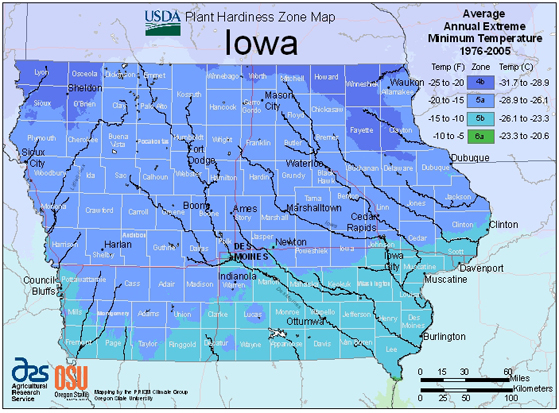 USDA Plant Hardiness Zone Map
Iowa
Average
Annual Extreme
Minimum Temperature
1976-2005
Temp (F) Zone Temp (C)
-25 to -20 4b -31.7 to -28.9
-20 to -15 5a -28.9 to -26.1
-15 to -10 5b -26.1 to -23.3
-10 to -5 6a -23.3 to -20.6
Lyon Osceola Dickinson Emmet Winnebago Worth Mitchell Howard Winneshiek Allamakee
Waukon
Sheldon
Sioux O'Brien Clay Palo Alto Kossuth Hancock Cerro Gordo Floyd Chickasaw
Mason
City
Fayette Clayton
Plymouth Cherokee Buena Vista Pocahontas Humboldt Wright Franklin Butler Bremer
Sioux
City
Fort
Dodge
Waterloo
Dubuque
Woodbury Ida Sac Calhoun Webster Hamilton Hardin Grundy Black Hawk Buchanan Delaware Dubuque
Monona Crawford Carroll Greene Boone Story Marshall Tama Benton Linn Jones Jackson
Boone
Ames
Marshalltown
Cedar
Rapids
Clinton
Clinton
Harrison Shelby Audubon Guthrie Dallas Polk Jasper Poweshiek Iowa Johnson Cedar Scott
Harlan
DES
MOINES
Newton
Iowa
City
Davenport
Muscatine
Muscatine
Council
Bluffs
Pottawattamie Cass Adair Madison Warren Marion Mahaska Keokuk Washington Louisa
Indianola
Mills Montgomery Adams Union Clarke Lucas Monroe Wapello Jefferson Henry Des Moines
Ottumwa
Burlington
Fremont Page Taylor Ringgold Decatur Wayne Appanoose Davis Van Buren Lee
ars
Agricultural
Research
Service
OSU
Oregon State
Mapping by the PRISM Climate Group
Oregon State University
0 15 30 60
Miles
Kilometers
0 25 50 100